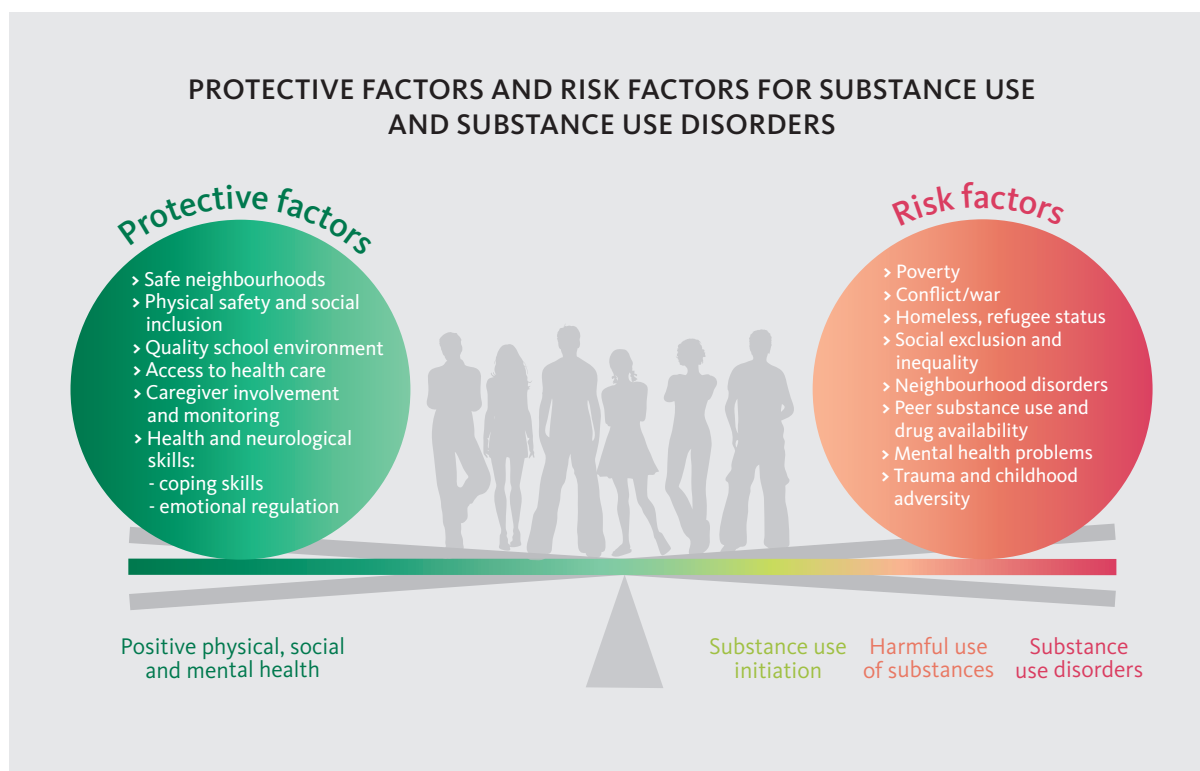 PROTECTIVE FACTORS AND RISK FACTORS FOR SUBSTANCE USE
AND SUBSTANCE USE DISORDERS
Protective factors
> Safe neighbourhoods
> Physical safety and social
inclusion
> Quality school environment
> Access to health care
> Caregiver involvement
and monitoring
> Health and neurological
skills:
- coping skills
- emotional regulation
Risk factors
> Poverty
> Conflict/war
> Homeless, refugee status
> Social exclusion and
inequality
> Neighbourhood disorders
> Peer substance use and
drug availability
> Mental health problems
> Trauma and childhood
adversity
Positive physical, social
and mental health
Substance use
initiation
Harmful use
of substances
Substance
use disorders